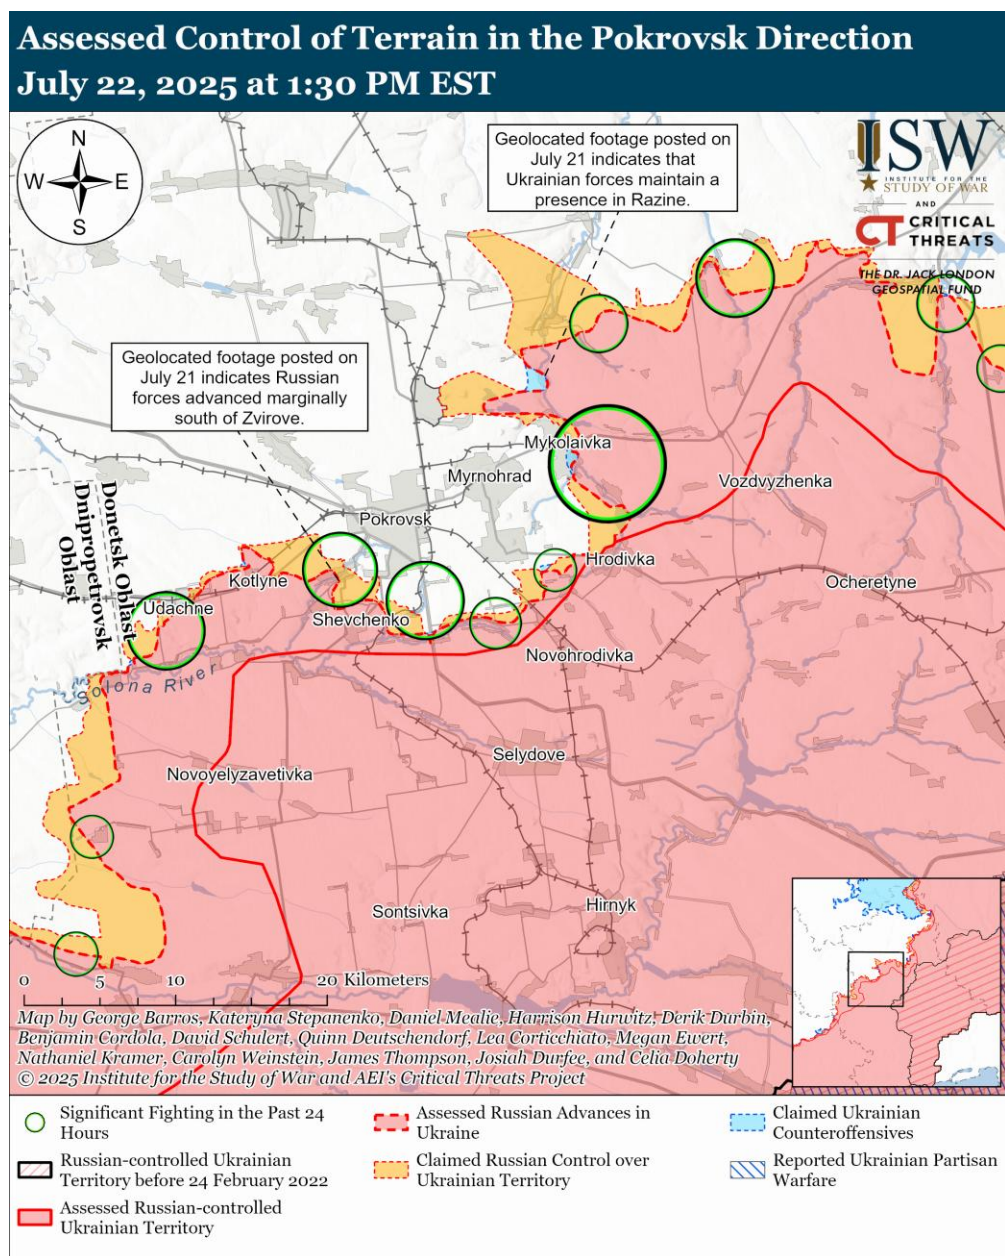 Assessed Control of Terrain in the Pokrovsk Direction
July 22, 2025 at 1:30 PM EST
N
W E
S
Geolocated footage posted on
July 21 indicates that
Ukrainian forces maintain a
presence in Razine.
ISW
INSTITUTE FOR THE
STUDY OF WAR
AND
CT CRITICAL
THREATS
THE DR. JACK LONDON
GEOSPATIAL FUND
Geolocated footage posted on
July 21 indicates Russian
forces advanced marginally
south of Zvirove.
Mykolaivka
Myrnohrad
Vozdvyzhenka
Pokrovsk
Donetsk Oblast
Dnipropetrovsk
Oblast
Hrodivka
Kotlyne
Ocheretyne
Udachne
Shevchenko
Novohrodivka
Solona River
Selydove
Novoyelyzavetivka
Sontsivka
Hirnyk
0 5 10 20 Kilometers
Map by George Barros, Kateryna Stepanenko, Daniel Mealie, Harrison Hurwitz, Derik Durbin,
Benjamin Cordola, David Schulert, Quinn Deutschendorf, Lea Corticchiato, Megan Ewert,
Nathaniel Kramer, Carolyn Weinstein, James Thompson, Josiah Durfee, and Celia Doherty
© 2025 Institute for the Study of War and AEI's Critical Threats Project
Significant Fighting in the Past 24
Hours
Russian-controlled Ukrainian
Territory before 24 February 2022
Assessed Russian-controlled
Ukrainian Territory
Assessed Russian Advances in
Ukraine
Claimed Russian Control over
Ukrainian Territory
Claimed Ukrainian
Counteroffensives
Reported Ukrainian Partisan
Warfare